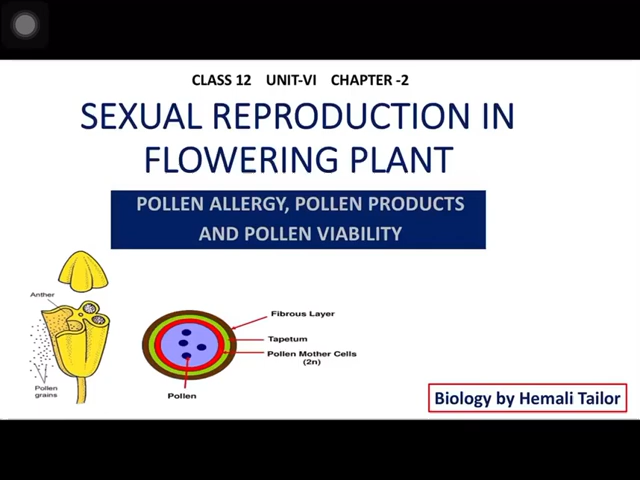 CLASS 12 UNIT-VI CHAPTER -2
SEXUAL REPRODUCTION IN
FLOWERING PLANT
POLLEN ALLERGY, POLLEN PRODUCTS
AND POLLEN VIABILITY
Anther
Pollen
grains
Fibrous Layer
Tapetum
Pollen Mother Cells
(2n)
Pollen
Biology by Hemali Tailor